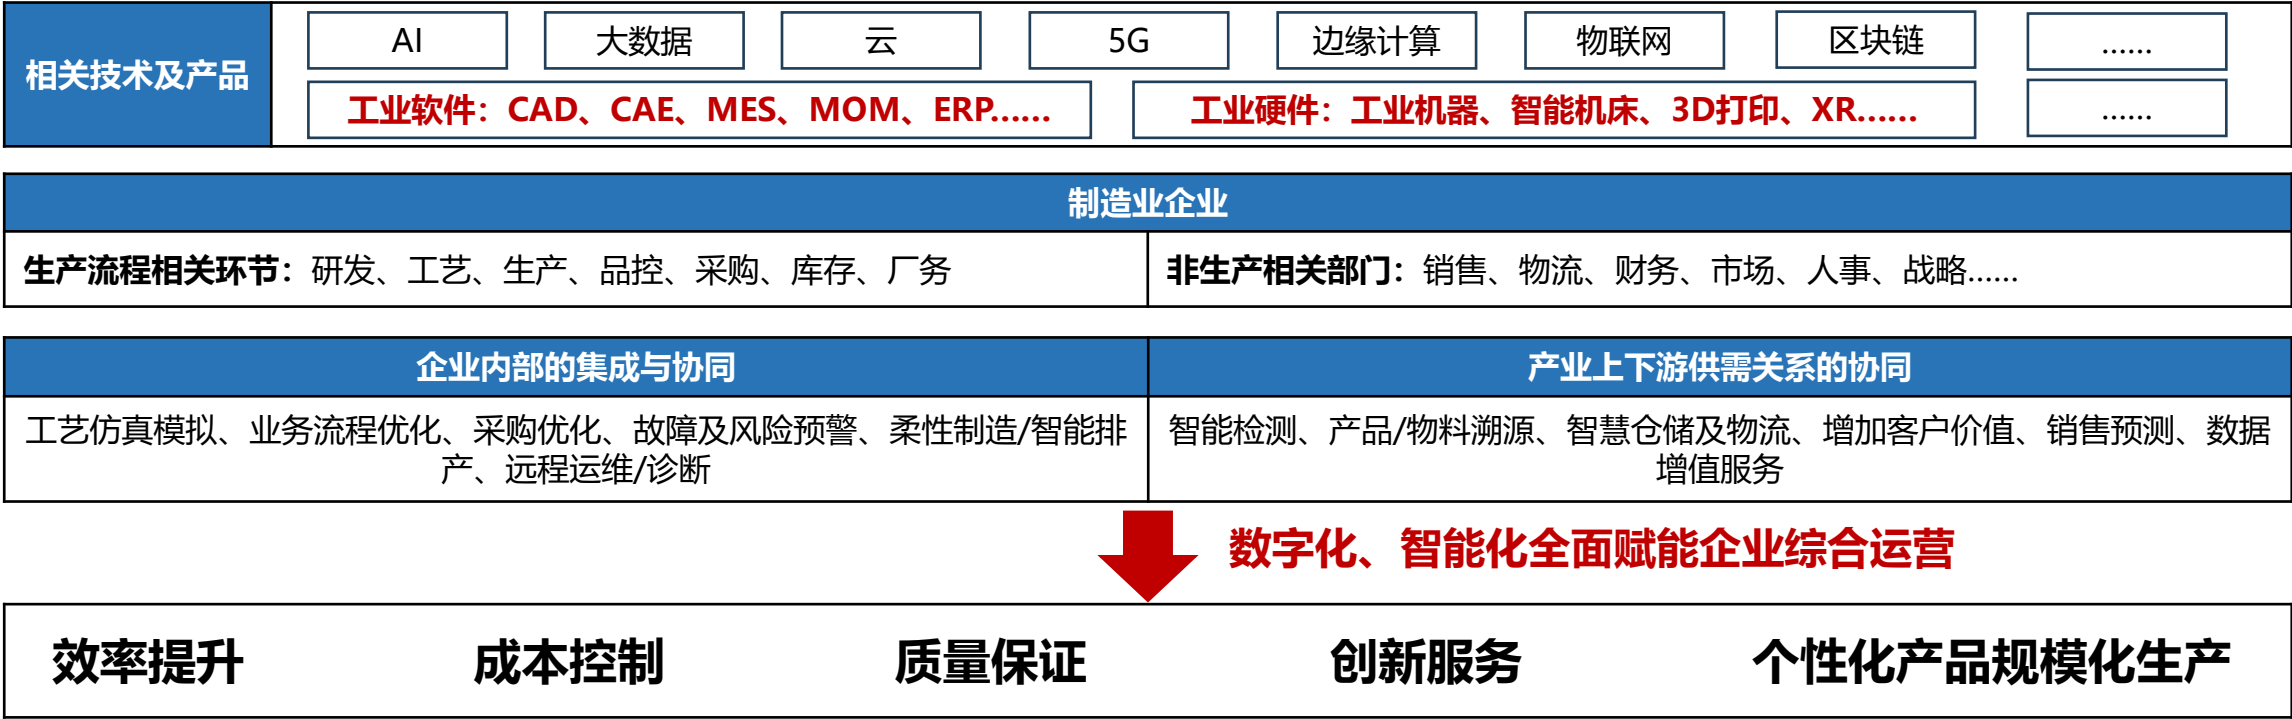 相关技术及产品
AI 大数据 云 5G 边缘计算 物联网 区块链 ......
工业软件：CAD、CAE、MES、MOM、ERP...... 工业硬件：工业机器、智能机床、3D打印、XR...... ......
制造业企业
生产流程相关环节：研发、工艺、生产、品控、采购、库存、厂务
非生产相关部门：销售、物流、财务、市场、人事、战略......
企业内部的集成与协同
工艺仿真模拟、业务流程优化、采购优化、故障及风险预警、柔性制造/智能排
产、远程运维/诊断
产业上下游供需关系的协同
智能检测、产品/物料溯源、智慧仓储及物流、增加客户价值、销售预测、数据
增值服务
数字化、智能化全面赋能企业综合运营
效率提升 成本控制 质量保证 创新服务 个性化产品规模化生产